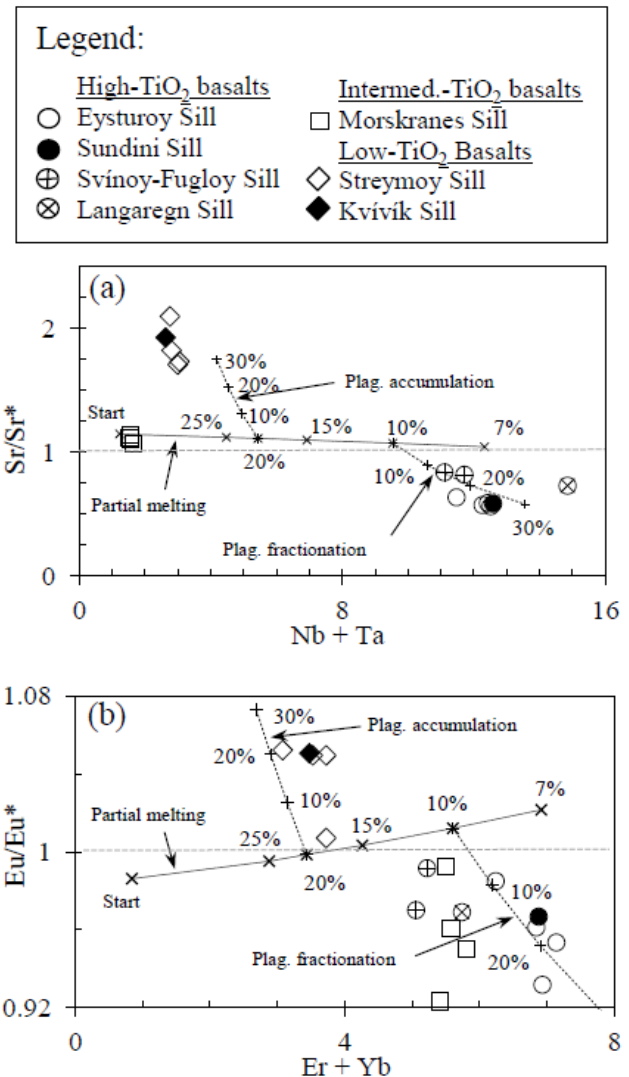 Legend:
High-TiO2 basalts
Eysturoy Sill
Sundini Sill
Svínoy-Fugloy Sill
Langaregn Sill
Intermed.-TiO2 basalts
Morskranes Sill
Low-TiO2 Basalts
Streymoy Sill
Kvívík Sill
(a)
Sr/Sr*
2
1
0
30%
20%
10%
Plag. accumulation
Start
25%
20%
15%
10%
7%
Partial melting
10%
20%
30%
Plag. fractionation
0
8
16
Nb + Ta
(b)
Eu/Eu*
1.08
1
0.92
30%
20%
10%
Plag. accumulation
Partial melting
Start
25%
20%
15%
10%
7%
10%
20%
Plag. fractionation
0
4
8
Er + Yb